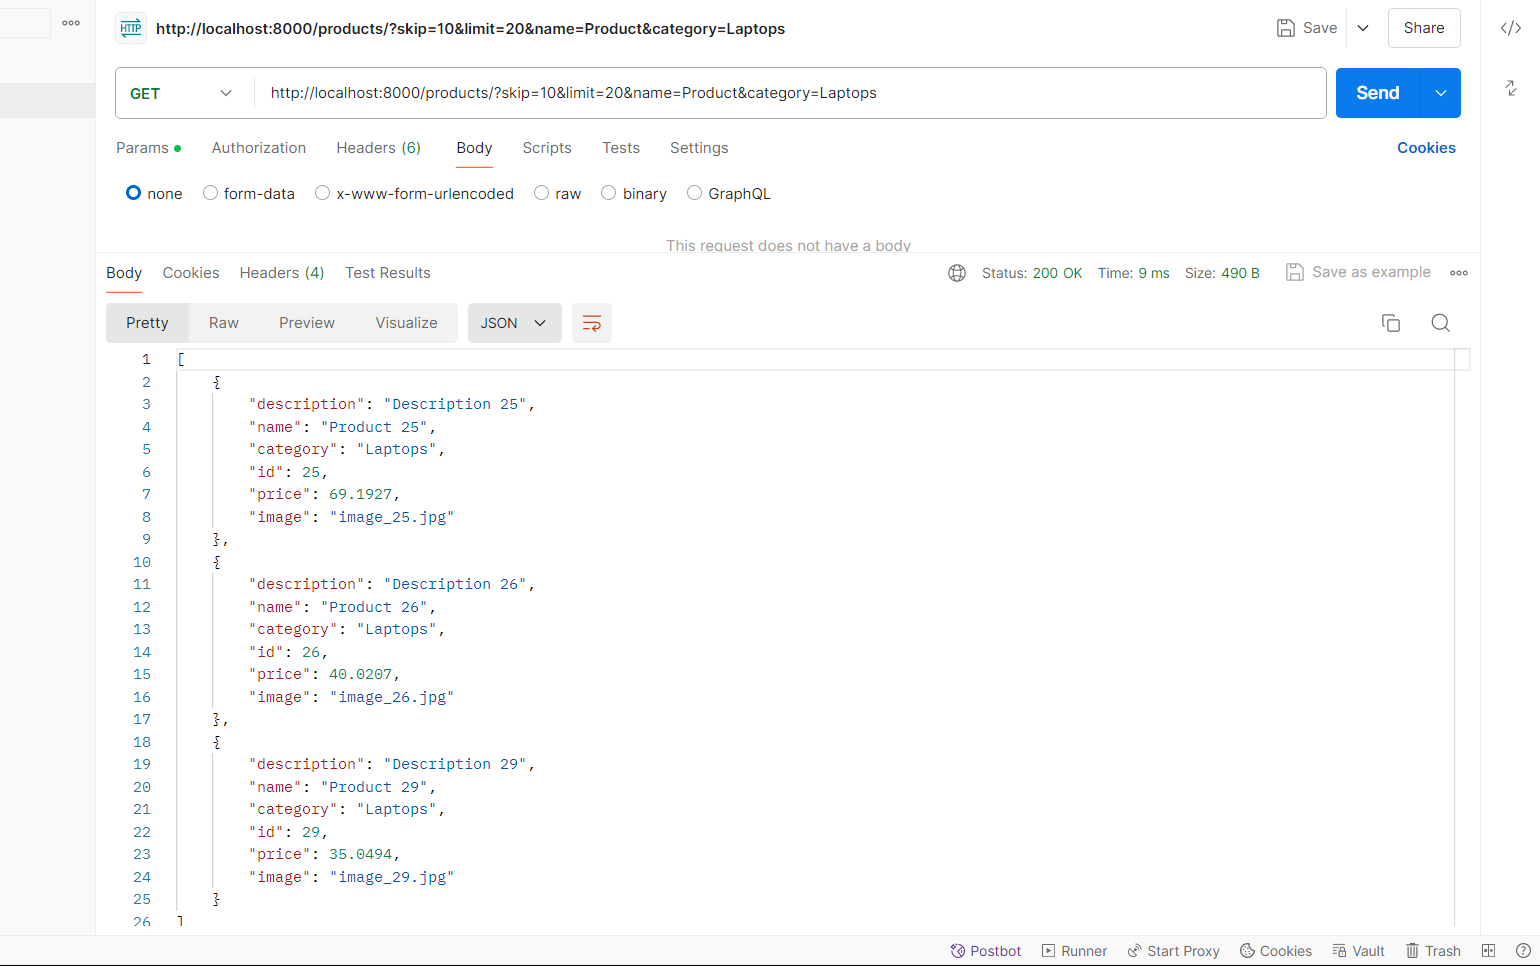 HTTP http://localhost:8000/products/?skip=10&limit=20&name=Product&category=Laptops Save Share
GET http://localhost:8000/products/?skip=10&limit=20&name=Product&category=Laptops Send
Params Authorization Headers (6) Body Scripts Tests Settings Cookies
none form-data x-www-form-urlencoded raw binary GraphQL
This request does not have a body
Body Cookies Headers (4) Test Results Status: 200 OK Time: 9 ms Size: 490 B Save as example
Pretty Raw Preview Visualize JSON
1 [
2 {
3 "description": "Description 25",
4 "name": "Product 25",
5 "category": "Laptops",
6 "id": 25,
7 "price": 69.1927,
8 "image": "image_25.jpg"
9 },
10 {
11 "description": "Description 26",
12 "name": "Product 26",
13 "category": "Laptops",
14 "id": 26,
15 "price": 40.0207,
16 "image": "image_26.jpg"
17 },
18 {
19 "description": "Description 29",
20 "name": "Product 29",
21 "category": "Laptops",
22 "id": 29,
23 "price": 35.0494,
24 "image": "image_29.jpg"
25 }
26 ]
Postbot Runner Start Proxy Cookies Vault Trash